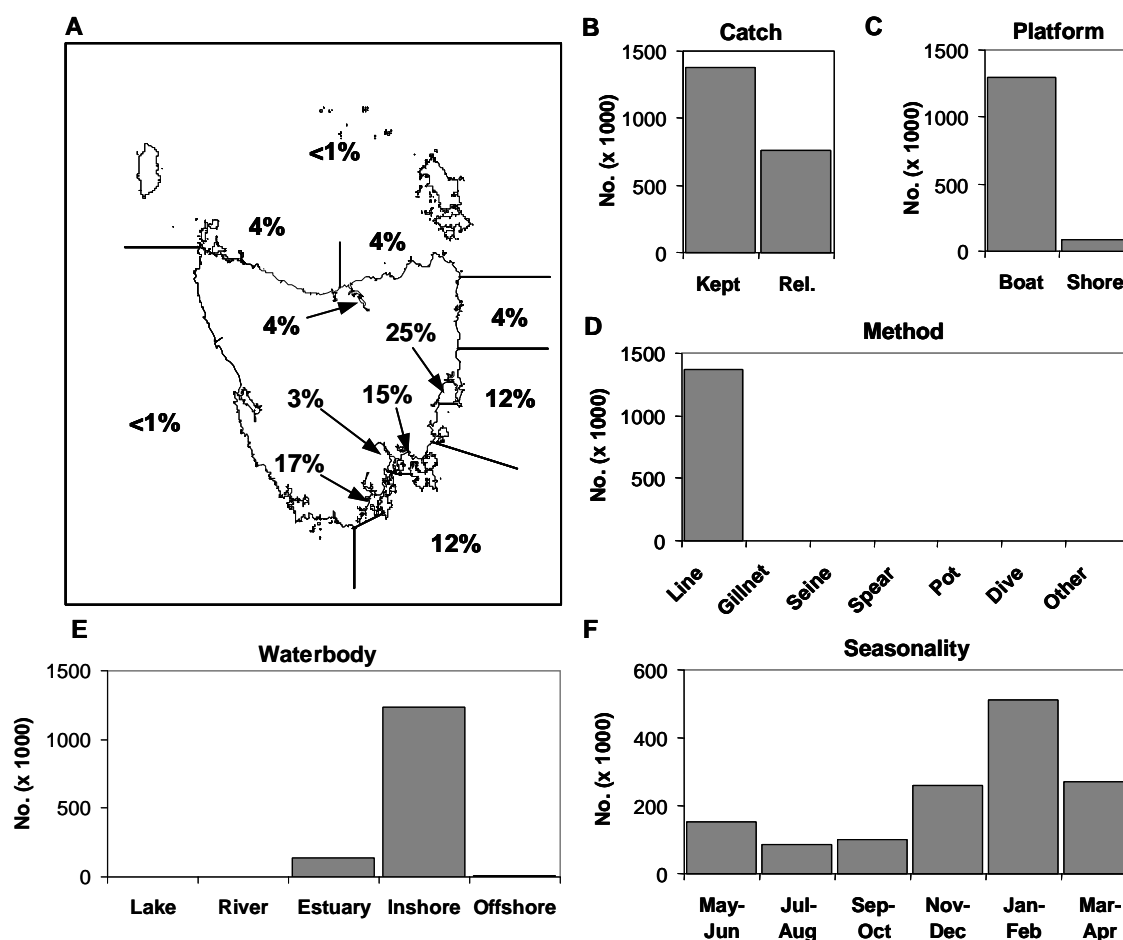 A
<1%
4%
4%
4%
25%
4%
3%
15%
12%
<1%
17%
12%
B
Catch
No. (x 1000)
1500
1000
500
0
Kept Rel.
C
Platform
No. (x 1000)
1500
1000
500
0
Boat Shore
D
Method
No. (x 1000)
1500
1000
500
0
Line Gillnet Seine Spear Pot Dive Other
E
Waterbody
No. (x 1000)
1500
1000
500
0
Lake River Estuary Inshore Offshore
F
Seasonality
No. (x 1000)
600
400
200
0
May- Jul- Sep- Nov- Jan- Mar-
Jun Aug Oct Dec Feb Apr